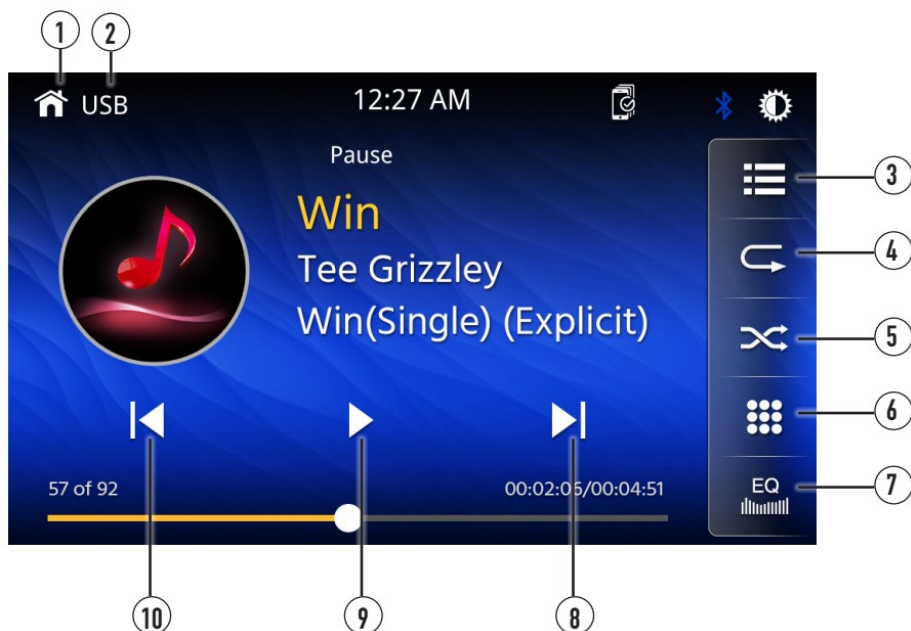 1 2
USB 12:27 AM
Pause
Win
Tee Grizzley
Win(Single) (Explicit)
3
4
5
6
EQ 7
57 of 92 00:02:06/00:04:51
10 9 8